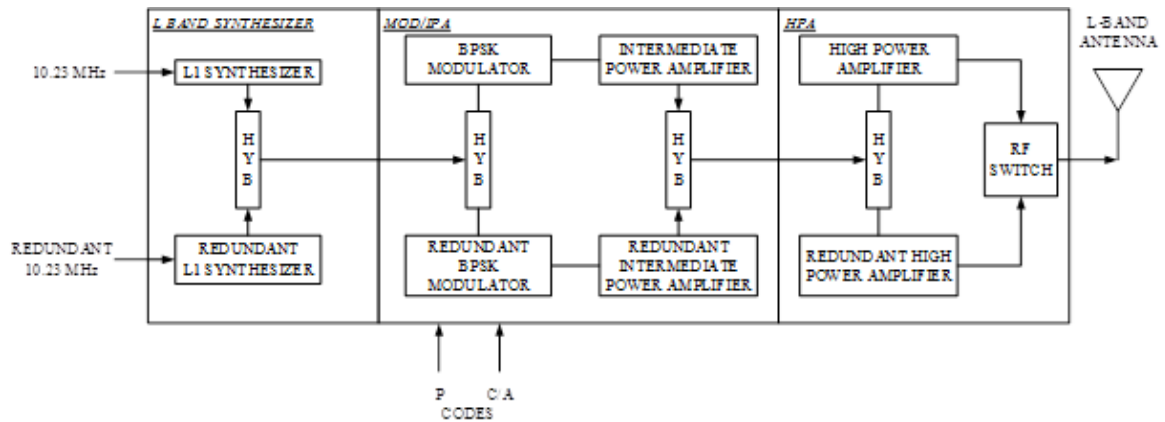 L BAND SYNTHESIZER
MOD/IPA
HPA
L-BAND
ANTENNA
10.23 MHz
L1 SYNTHESIZER
BPSK
MODULATOR
INTERMEDIATE
POWER AMPLIFIER
HIGH POWER
AMPLIFIER
H
Y
B
H
Y
B
H
Y
B
H
Y
B
RF
SWITCH
REDUNDANT
10.23 MHz
REDUNDANT
L1 SYNTHESIZER
REDUNDANT
BPSK
MODULATOR
REDUNDANT
INTERMEDIATE
POWER AMPLIFIER
REDUNDANT HIGH
POWER AMPLIFIER
P C/A
CODES